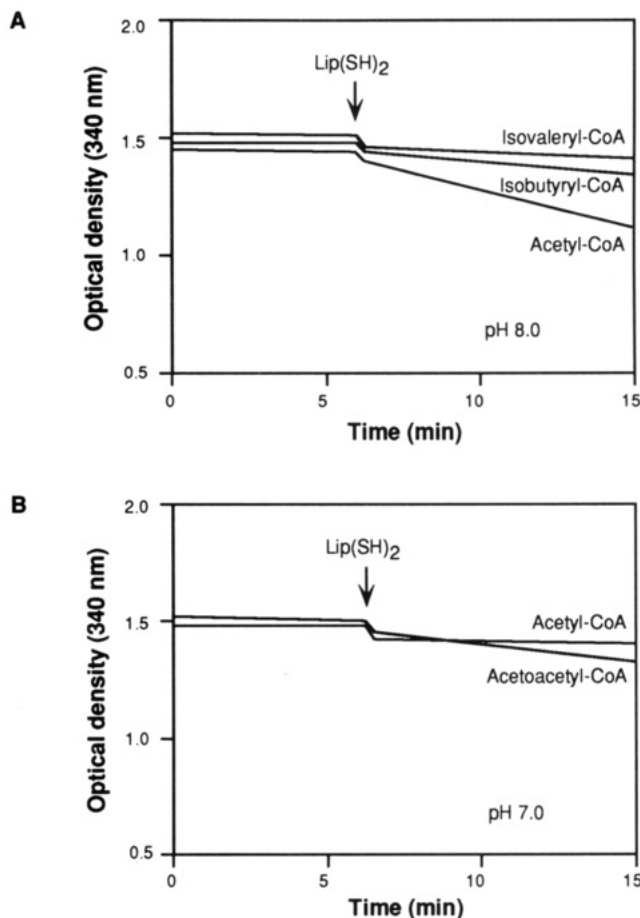 A
Optical density (340 nm)
2.0
1.5
1.0
0.5
Lip(SH)2
Isovaleryl-CoA
Isobutyryl-CoA
Acetyl-CoA
pH 8.0
0
5
10
15
Time (min)
B
Optical density (340 nm)
2.0
1.5
1.0
0.5
Lip(SH)2
Acetyl-CoA
Acetoacetyl-CoA
pH 7.0
0
5
10
15
Time (min)